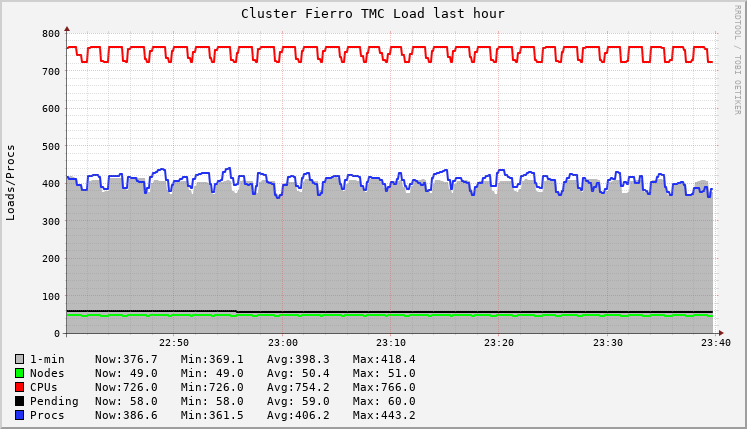 Cluster Fierro TMC Load last hour
RRDTOOL / TOBI OETIKER
Loads/Procs
800
700
600
500
400
300
200
100
0
22:50 23:00 23:10 23:20 23:30 23:40
1-min Now:376.7 Min:369.1 Avg:398.3 Max:418.4
Nodes Now: 49.0 Min: 49.0 Avg: 50.4 Max: 51.0
CPUs Now:726.0 Min:726.0 Avg:754.2 Max:766.0
Pending Now: 58.0 Min: 58.0 Avg: 59.0 Max: 60.0
Procs Now:386.6 Min:361.5 Avg:406.2 Max:443.2